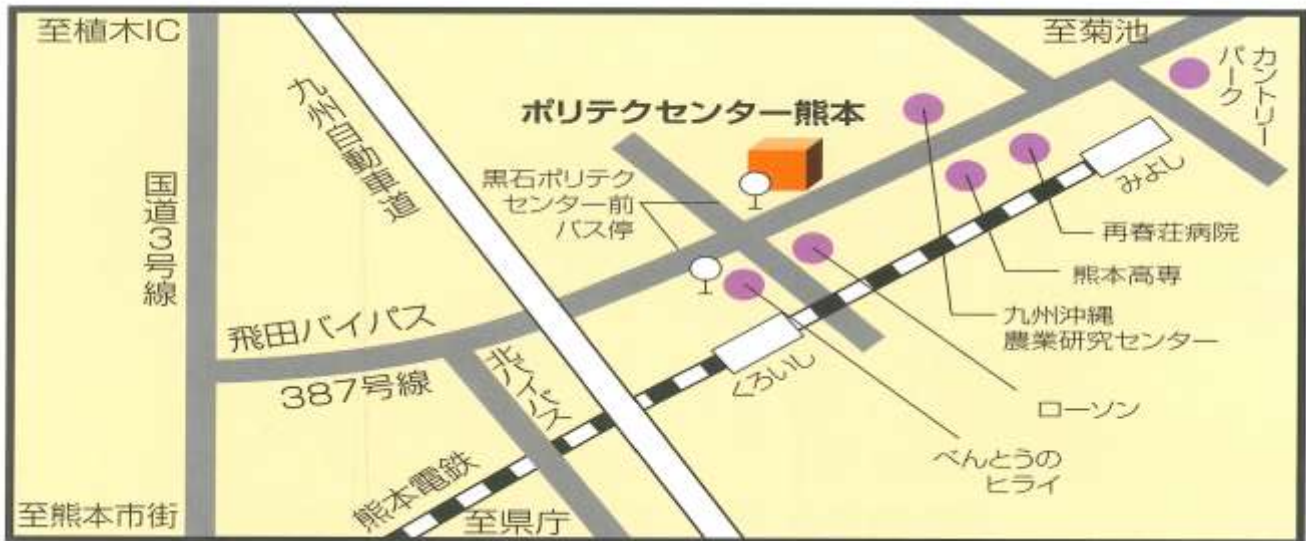 至植木IC
九州自動車道
至菊池
カントリー
パーク
ポリテクセンター熊本
黒石ポリテク
センター前
バス停
みよし
国道3号線
再春荘病院
熊本高専
九州沖縄
農業研究センター
飛田バイパス
387号線
北バイパス
くろいし
ローソン
べんとうの
ヒライ
熊本電鉄
至熊本市街
至県庁